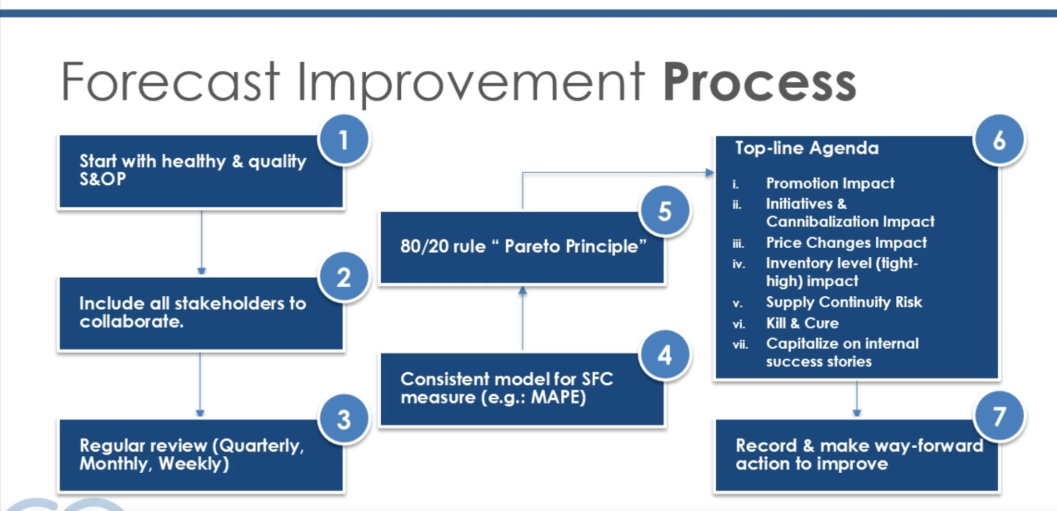 Forecast Improvement Process
1
Start with healthy & quality
S&OP
2
Include all stakeholders to
collaborate.
3
Regular review (Quarterly,
Monthly, Weekly)
4
Consistent model for SFC
measure (e.g.: MAPE)
5
80/20 rule “ Pareto Principle”
6
Top-line Agenda
i. Promotion Impact
ii. Initiatives &
Cannibalization Impact
iii. Price Changes Impact
iv. Inventory level (tight-
high) impact
v. Supply Continuity Risk
vi. Kill & Cure
vii. Capitalize on internal
success stories
7
Record & make way-forward
action to improve